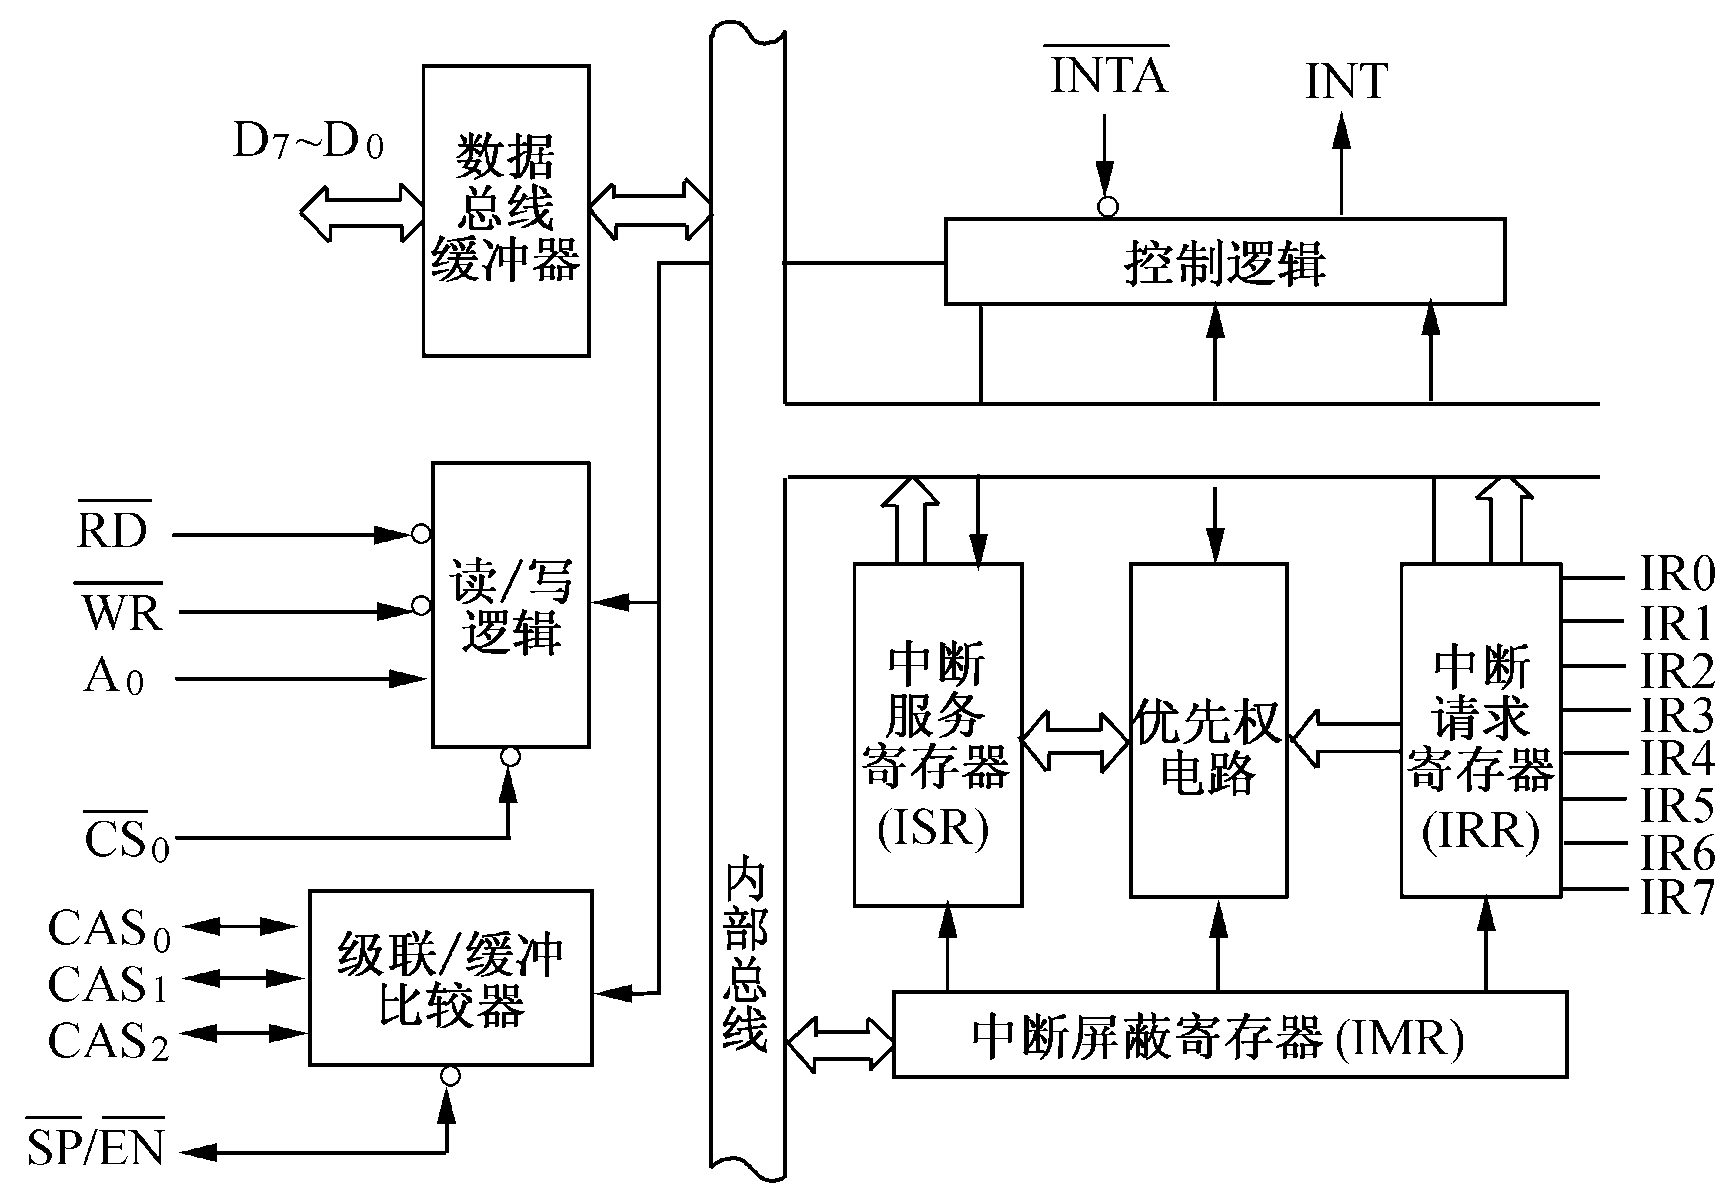 D7~D0
数据
总线
缓冲器
INTA
INT
控制逻辑
RD
WR
A0
CS0
读/写
逻辑
CAS0
CAS1
CAS2
SP/EN
级联/缓冲
比较器
内
部
总
线
中断
服务
寄存器
(ISR)
优先权
电路
中断
请求
寄存器
(IRR)
IR0
IR1
IR2
IR3
IR4
IR5
IR6
IR7
中断屏蔽寄存器(IMR)